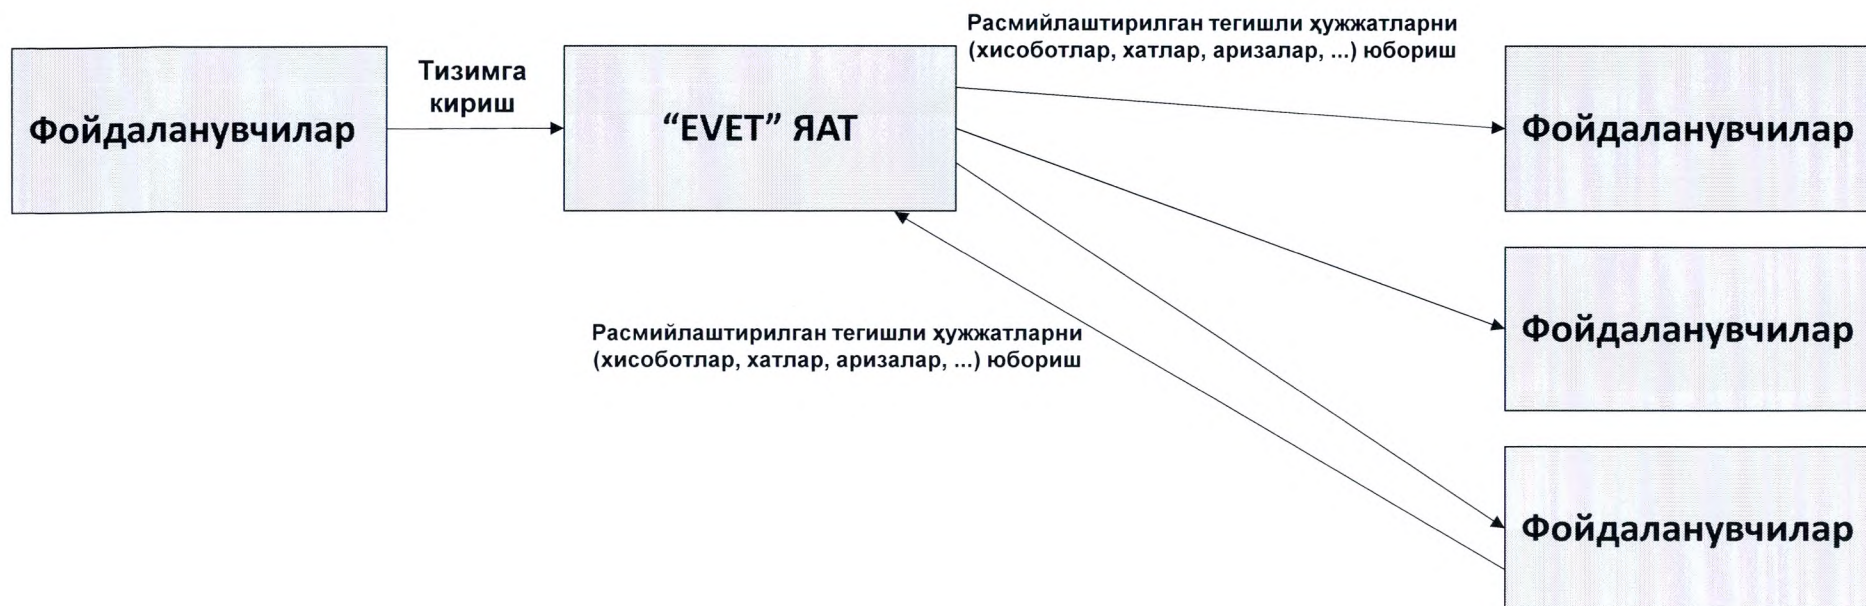 Расмийлаштирилган тегишли ҳужжатларни
(хисоботлар, хатлар, аризалар, ...) юбориш
Фойдаланувчилар
Тизимга
кириш
“EVET” ЯАТ
Фойдаланувчилар
Фойдаланувчилар
Расмийлаштирилган тегишли ҳужжатларни
(хисоботлар, хатлар, аризалар, ...) юбориш
Фойдаланувчилар